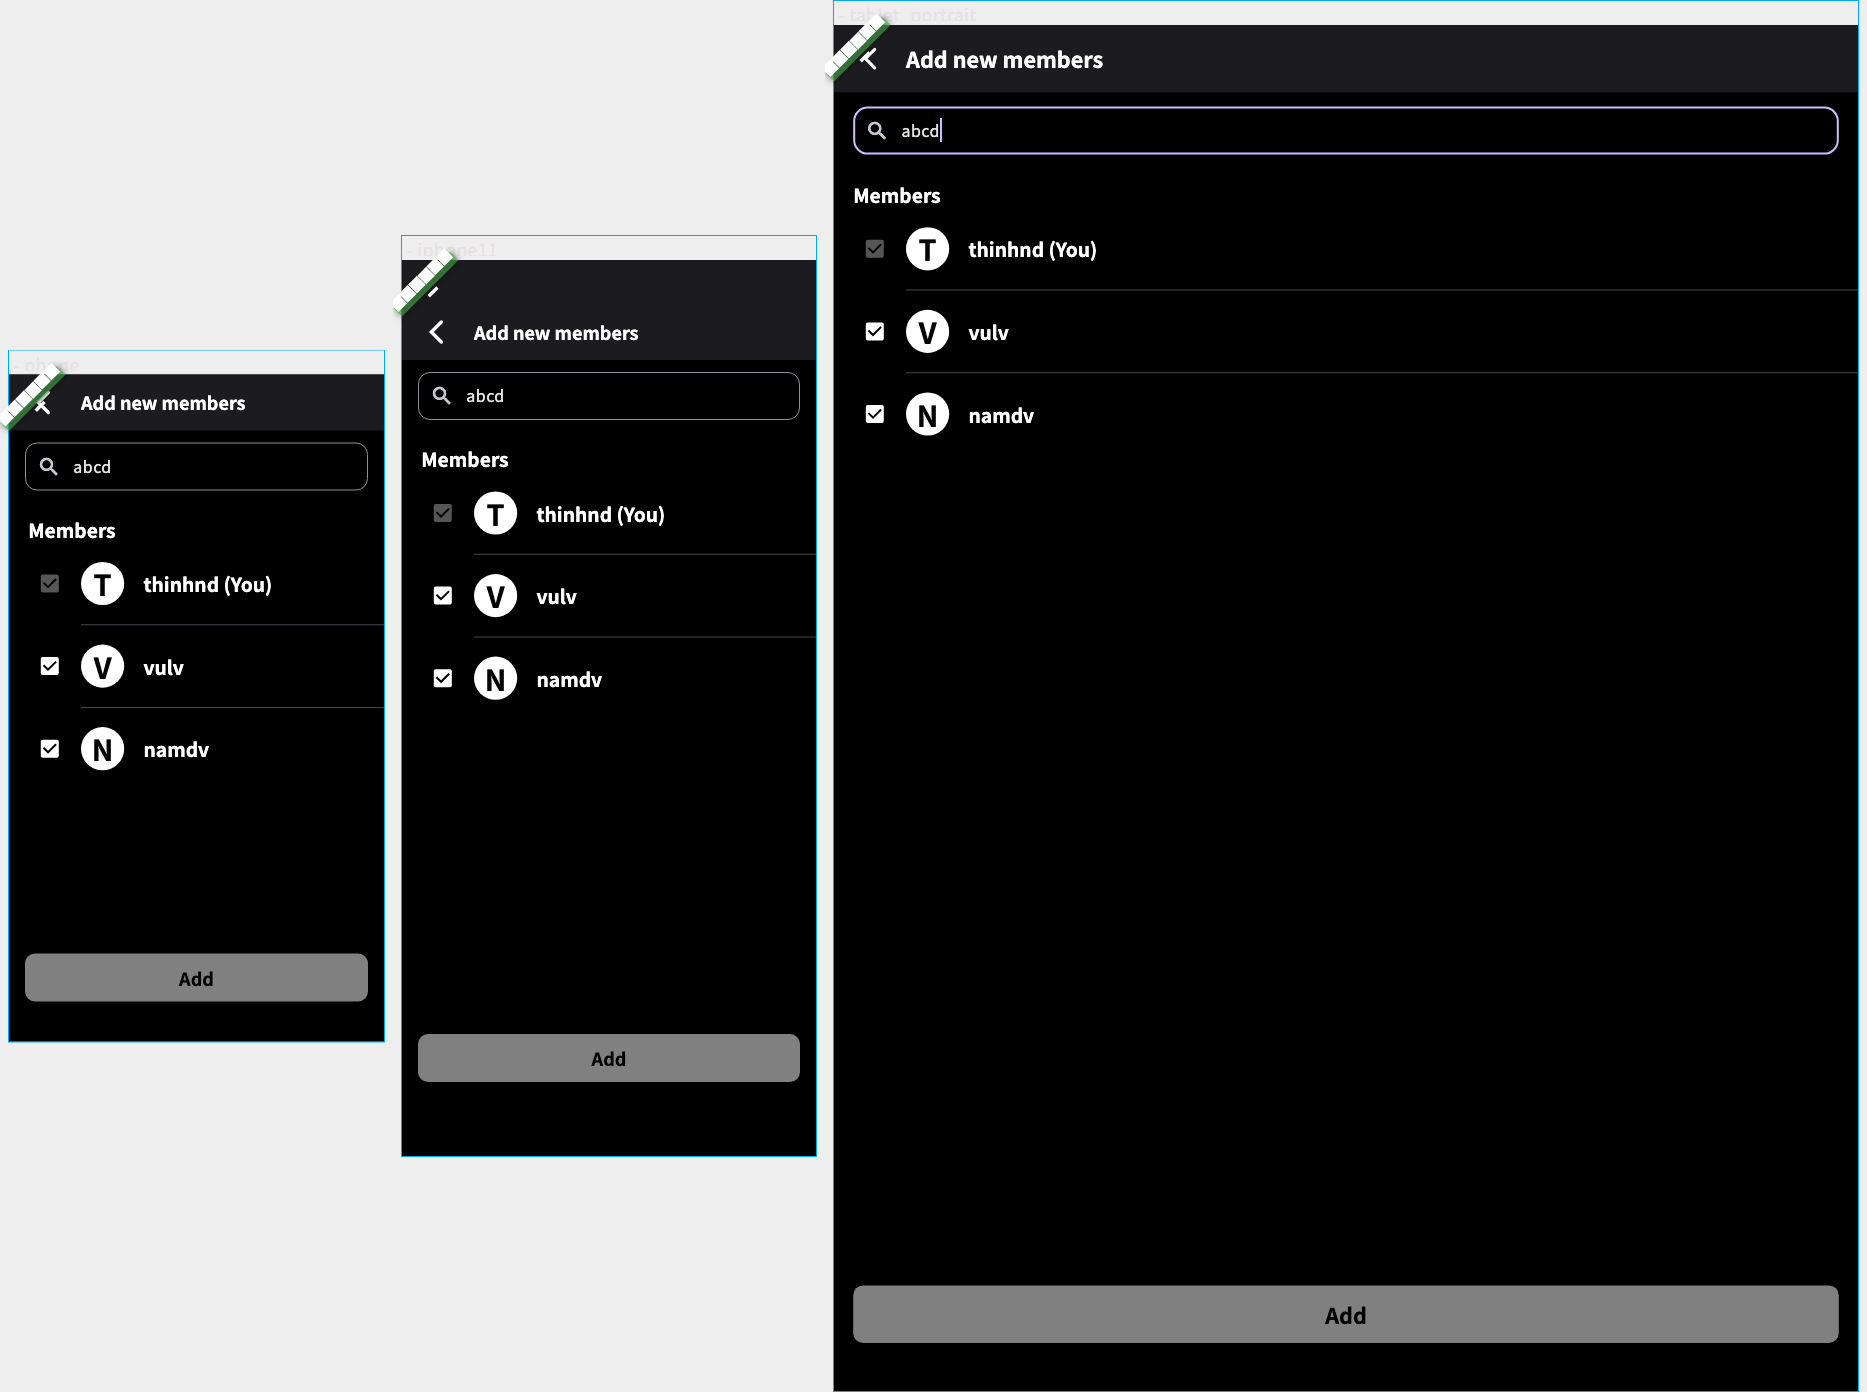 - phone
Add new members
abcd
Members
T thinhnd (You)
V vulv
N namdv
Add
- iphone11
Add new members
abcd
Members
T thinhnd (You)
V vulv
N namdv
Add
- tablet_portrait
Add new members
abcd
Members
T thinhnd (You)
V vulv
N namdv
Add